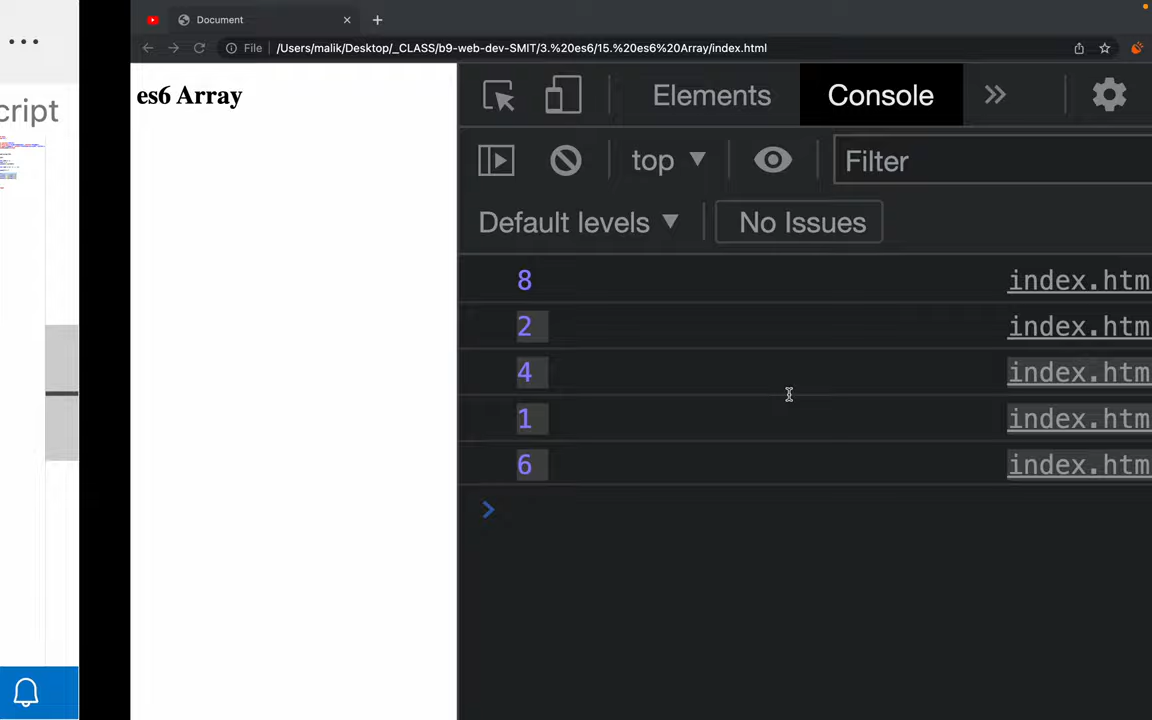 Document
File /Users/malik/Desktop/_CLASS/b9-web-dev-SMIT/3.%20es6/15.%20es6%20Array/index.html
cript
es6 Array
Elements Console
top Filter
Default levels No Issues
8 index.htm
2 index.htm
4 index.htm
1 index.htm
6 index.htm